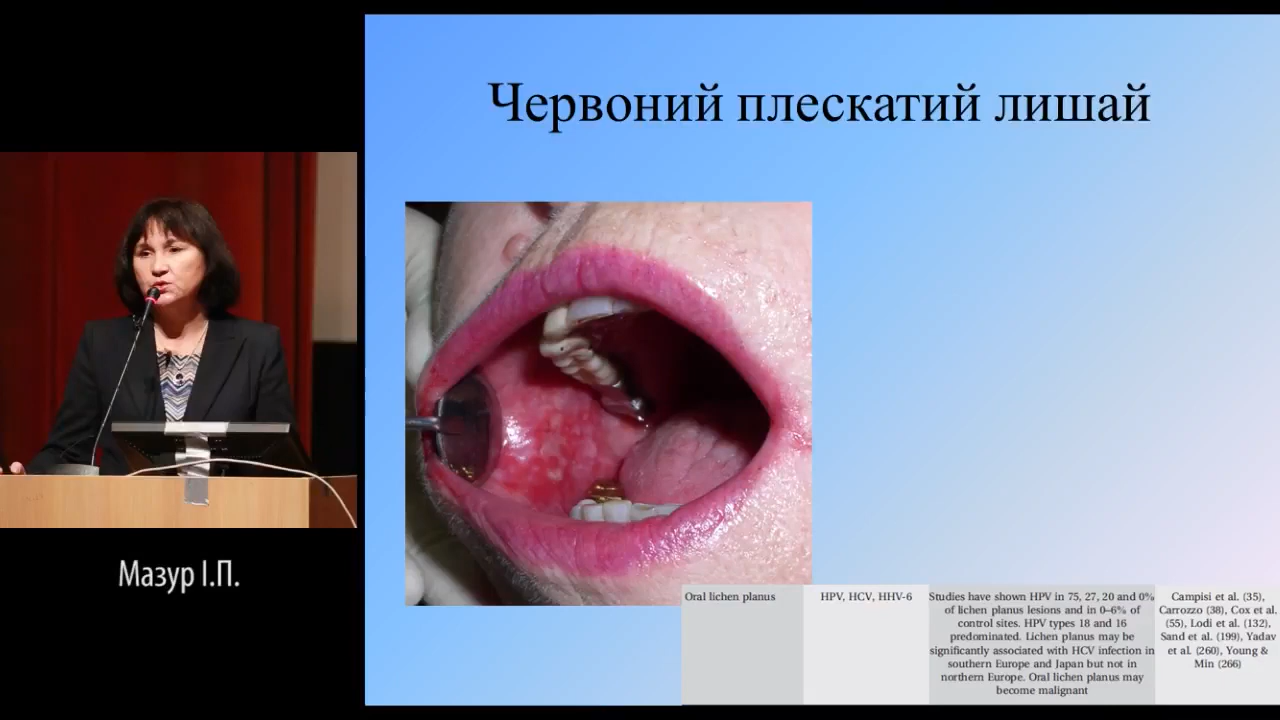 Червоний плескатий лишай
Oral lichen planus
HPV, HCV, HHV-6
Studies have shown HPV in 75, 27, 20 and 0%
of lichen planus lesions and in 0–6% of
control sites. HPV types 18 and 16
predominated. Lichen planus may be
significantly associated with HCV infection in
southern Europe and Japan but not in
northern Europe. Oral lichen planus may
become malignant
Campisi et al. (35),
Carrozzo (38), Cox et al.
(55), Lodi et al. (132),
Sand et al. (199), Yadav
et al. (260), Young &
Min (266)
Мазур І.П.